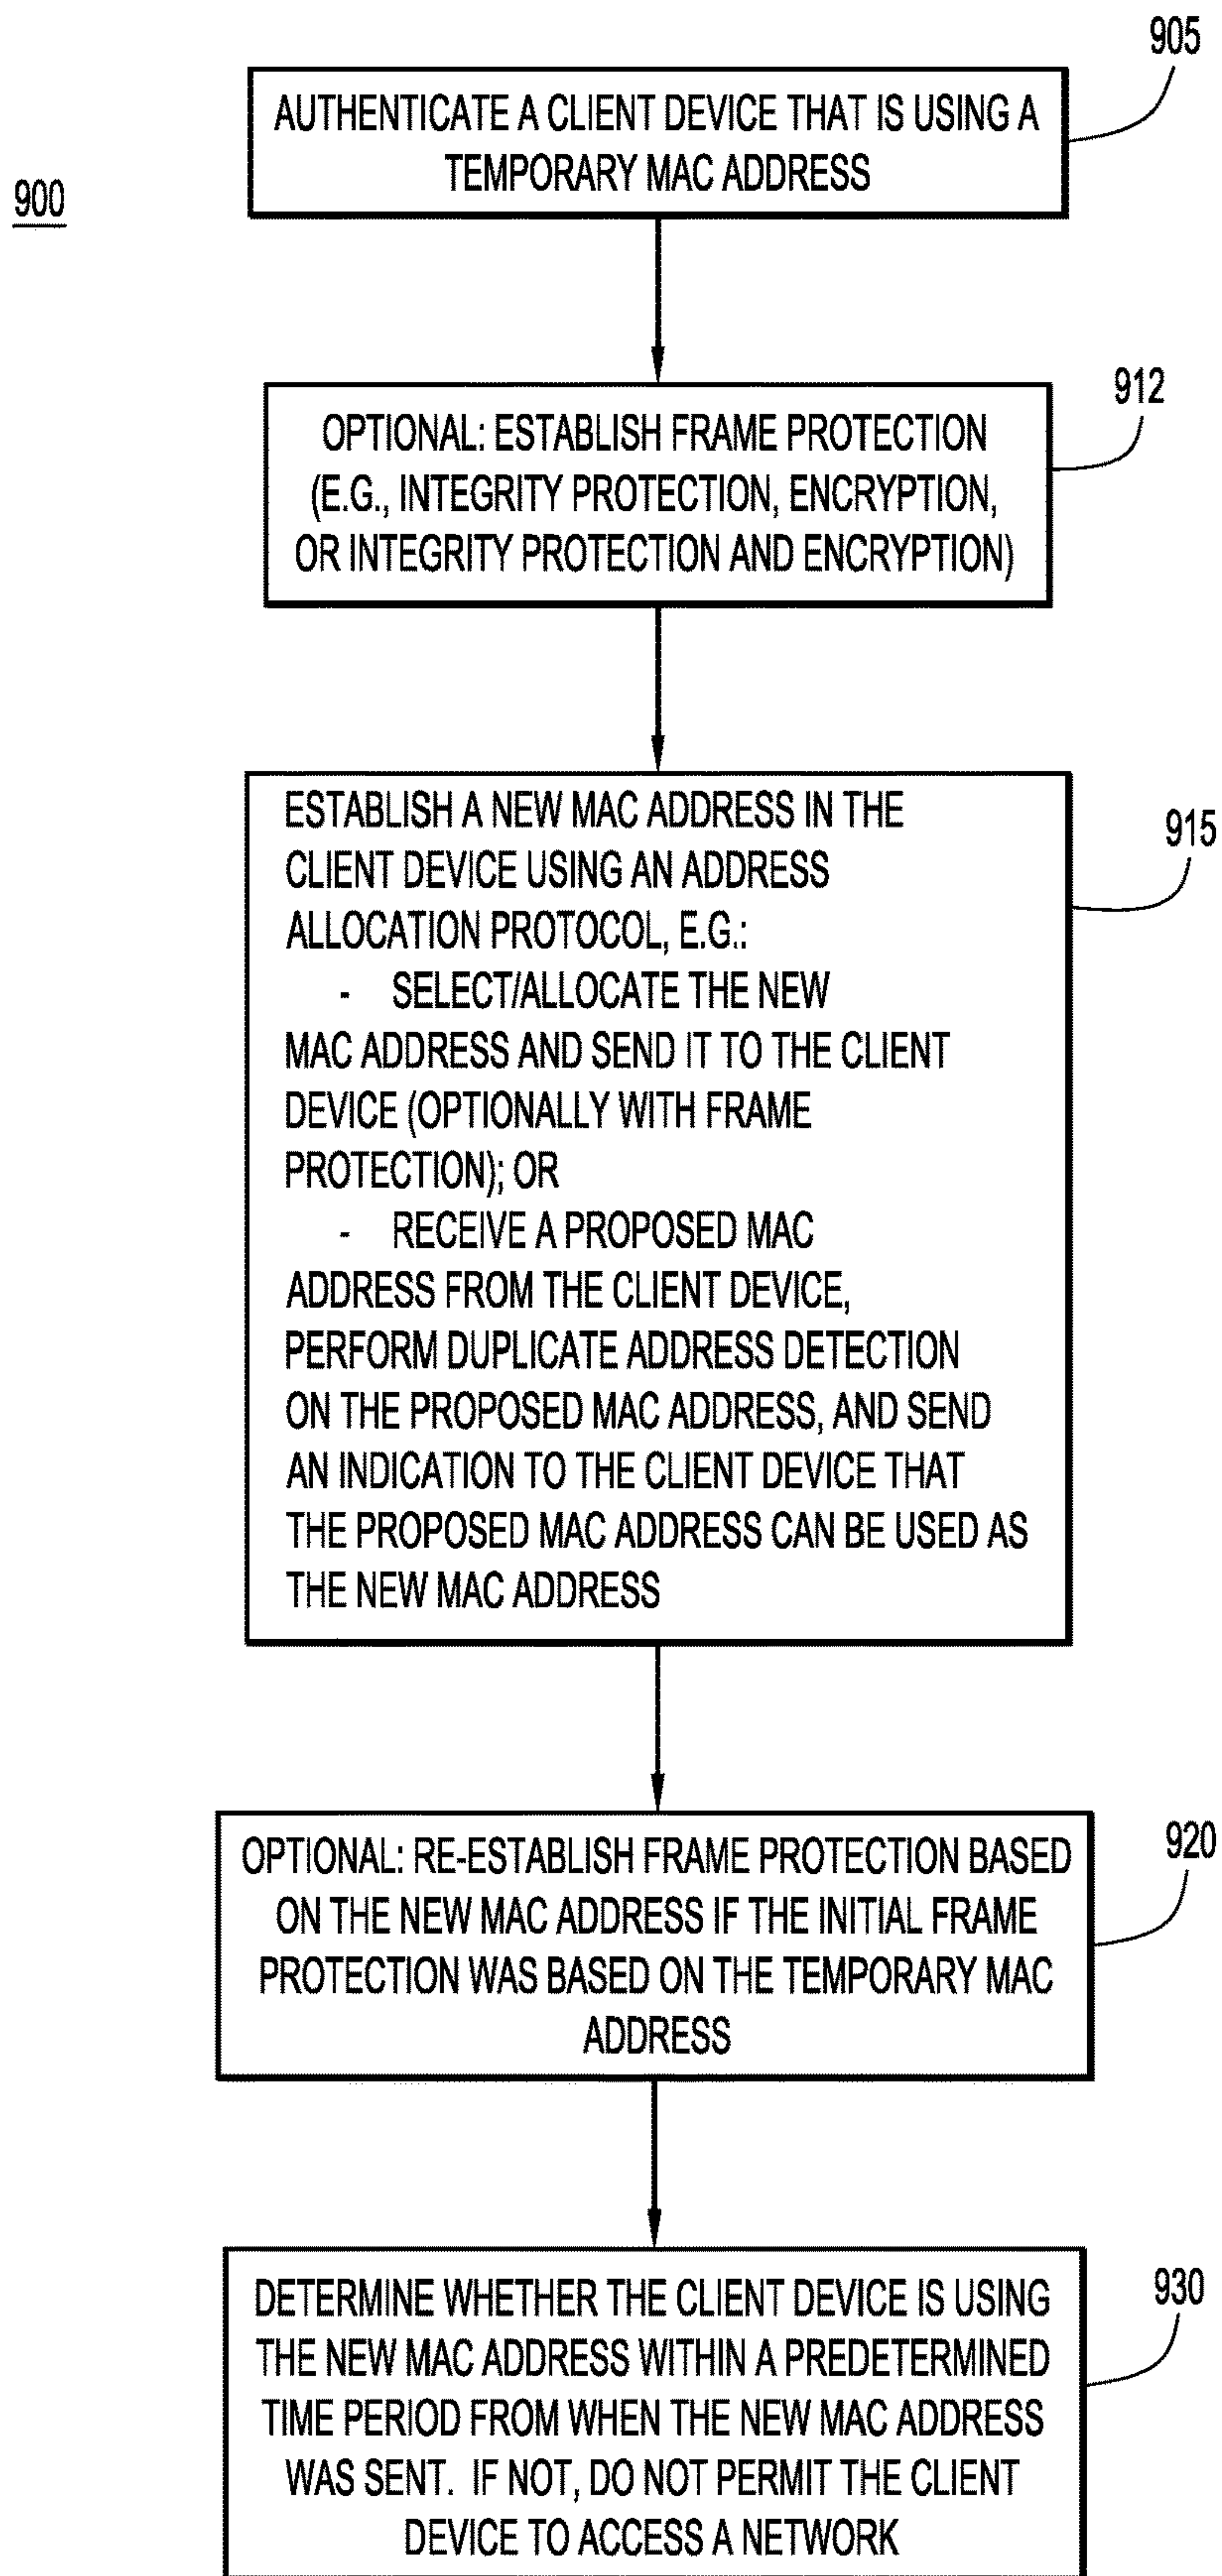 905
AUTHENTICATE A CLIENT DEVICE THAT IS USING A
TEMPORARY MAC ADDRESS
900
912
OPTIONAL: ESTABLISH FRAME PROTECTION
(E.G., INTEGRITY PROTECTION, ENCRYPTION,
OR INTEGRITY PROTECTION AND ENCRYPTION)
915
ESTABLISH A NEW MAC ADDRESS IN THE
CLIENT DEVICE USING AN ADDRESS
ALLOCATION PROTOCOL, E.G.:
- SELECT/ALLOCATE THE NEW
MAC ADDRESS AND SEND IT TO THE CLIENT
DEVICE (OPTIONALLY WITH FRAME
PROTECTION); OR
- RECEIVE A PROPOSED MAC
ADDRESS FROM THE CLIENT DEVICE,
PERFORM DUPLICATE ADDRESS DETECTION
ON THE PROPOSED MAC ADDRESS, AND SEND
AN INDICATION TO THE CLIENT DEVICE THAT
THE PROPOSED MAC ADDRESS CAN BE USED AS
THE NEW MAC ADDRESS
920
OPTIONAL: RE-ESTABLISH FRAME PROTECTION BASED
ON THE NEW MAC ADDRESS IF THE INITIAL FRAME
PROTECTION WAS BASED ON THE TEMPORARY MAC
ADDRESS
930
DETERMINE WHETHER THE CLIENT DEVICE IS USING
THE NEW MAC ADDRESS WITHIN A PREDETERMINED
TIME PERIOD FROM WHEN THE NEW MAC ADDRESS
WAS SENT. IF NOT, DO NOT PERMIT THE CLIENT
DEVICE TO ACCESS A NETWORK